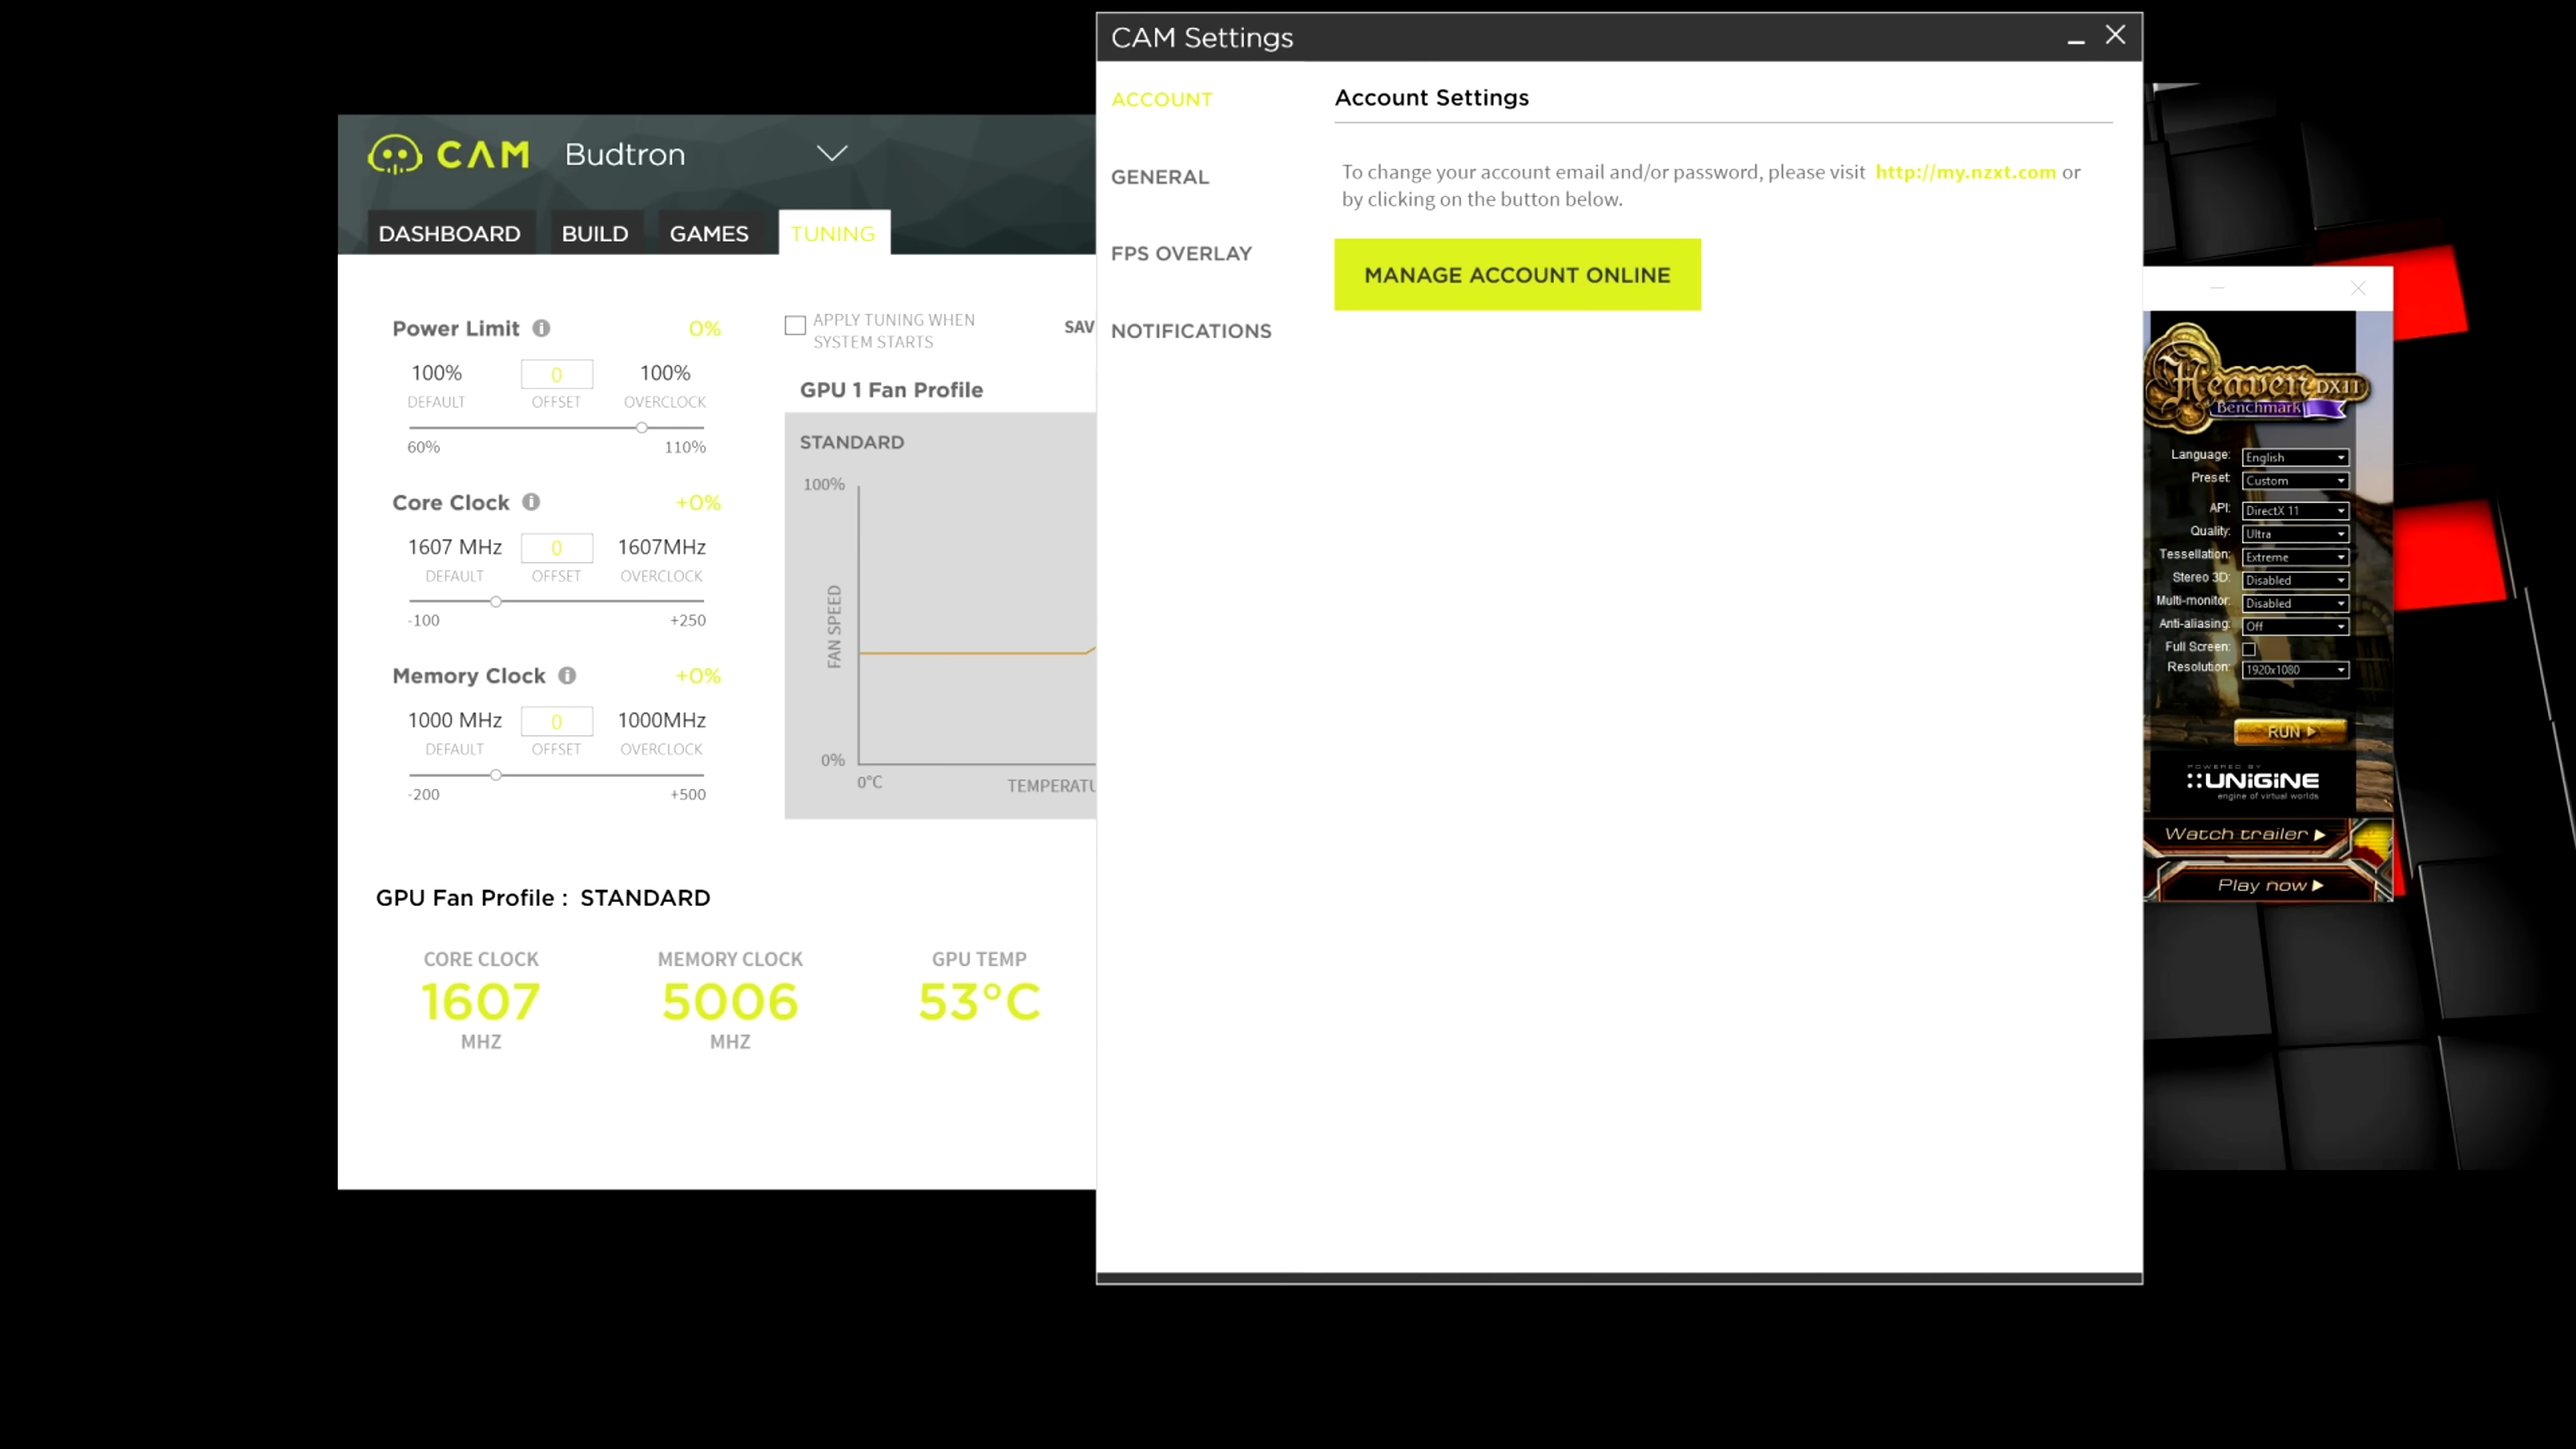 CAM Budtron
DASHBOARD BUILD GAMES TUNING
Power Limit 0%
100% 0 100%
DEFAULT OFFSET OVERCLOCK
60% 110%
Core Clock +0%
1607 MHz 0 1607MHz
DEFAULT OFFSET OVERCLOCK
-100 +250
Memory Clock +0%
1000 MHz 0 1000MHz
DEFAULT OFFSET OVERCLOCK
-200 +500
APPLY TUNING WHEN
SYSTEM STARTS
SAV
GPU 1 Fan Profile
STANDARD
100%
FAN SPEED
0%
0°C
TEMPERATU
GPU Fan Profile : STANDARD
CORE CLOCK MEMORY CLOCK GPU TEMP
1607 5006 53°C
MHZ MHZ
CAM Settings
ACCOUNT
GENERAL
FPS OVERLAY
NOTIFICATIONS
Account Settings
To change your account email and/or password, please visit http://my.nzxt.com or
by clicking on the button below.
MANAGE ACCOUNT ONLINE
Heaven DX11
Benchmark
Language: English
Preset: Custom
API: DirectX 11
Quality: Ultra
Tessellation: Extreme
Stereo 3D: Disabled
Multi-monitor: Disabled
Anti-aliasing: Off
Full Screen:
Resolution: 1920x1080
RUN
POWERED BY
UNiGiNE
engine of virtual worlds
Watch trailer
Play now